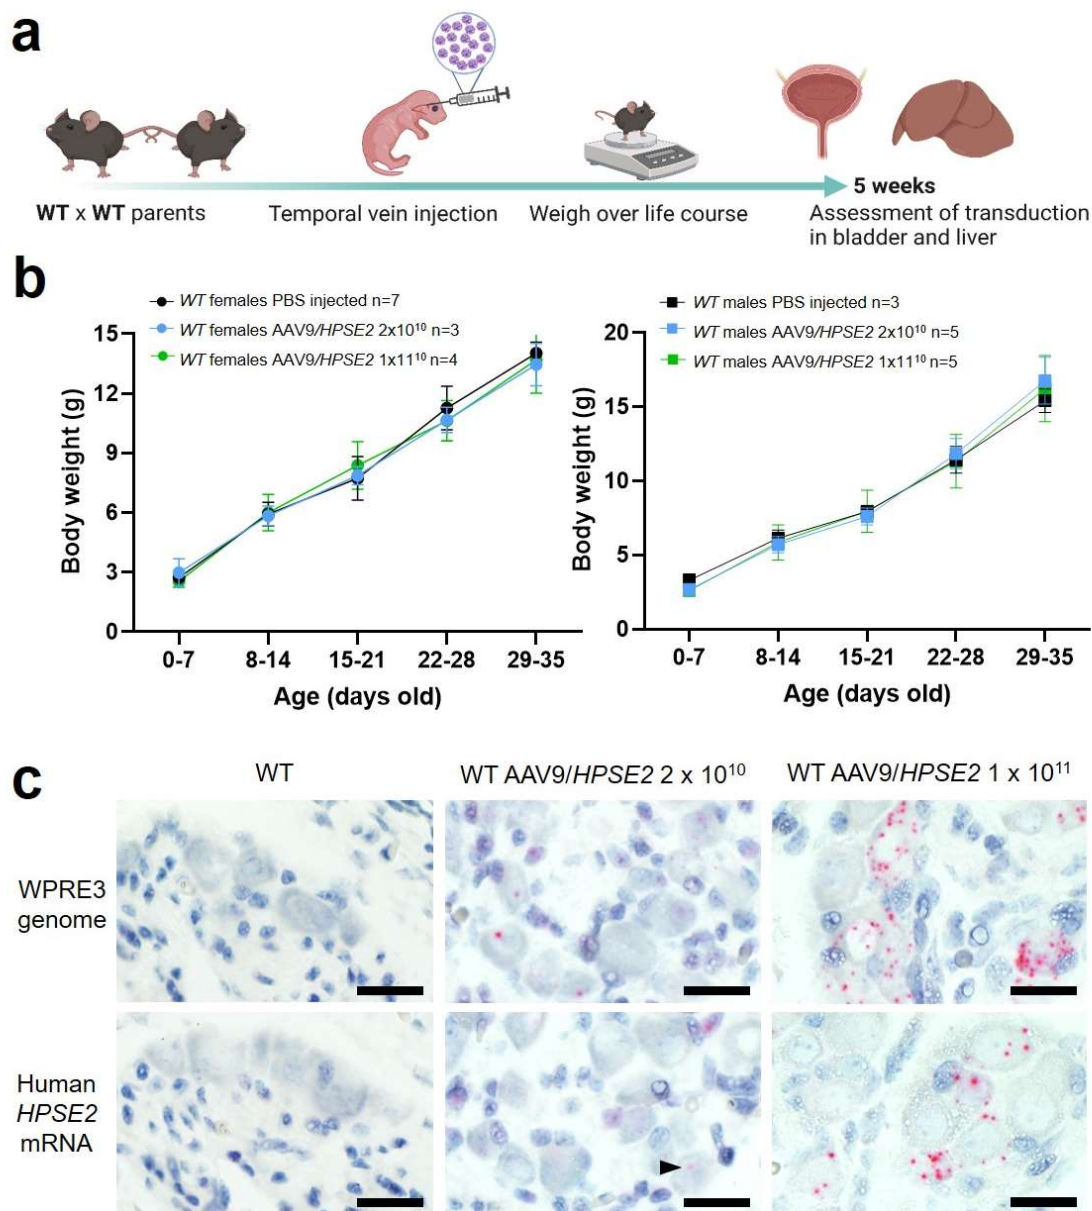 a
WT x WT parents
Temporal vein injection
Weigh over life course
5 weeks
Assessment of transduction
in bladder and liver
b
WT females PBS injected n=7
WT females AAV9/HPSE2 2x10¹⁰ n=3
WT females AAV9/HPSE2 1x11¹⁰ n=4
Body weight (g)
15
12
9
6
3
0
0-7 8-14 15-21 22-28 29-35
Age (days old)
WT males PBS injected n=3
WT males AAV9/HPSE2 2x10¹⁰ n=5
WT males AAV9/HPSE2 1x11¹⁰ n=5
Body weight (g)
20
15
10
5
0
0-7 8-14 15-21 22-28 29-35
Age (days old)
c
WT
WT AAV9/HPSE2 2 x 10¹⁰
WT AAV9/HPSE2 1 x 10¹¹
WPRE3
genome
Human
HPSE2
mRNA